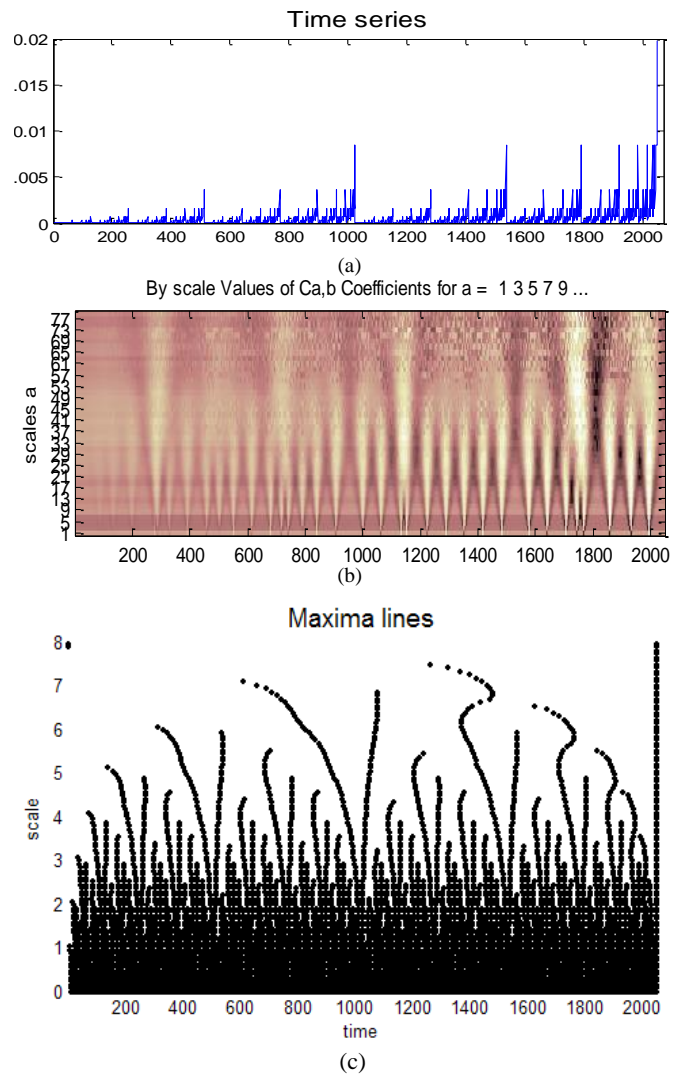 Time series
0.02
.015
0.01
.005
0
0 200 400 600 800 1000 1200 1400 1600 1800 2000
(a)
By scale Values of Ca,b Coefficients for a = 1 3 5 7 9 ...
scales a
77
73
69
65
61
57
53
49
45
41
37
33
29
25
21
17
13
9
5
1
200 400 600 800 1000 1200 1400 1600 1800 2000
(b)
Maxima lines
scale
8
7
6
5
4
3
2
1
0
200 400 600 800 1000 1200 1400 1600 1800 2000
time
(c)